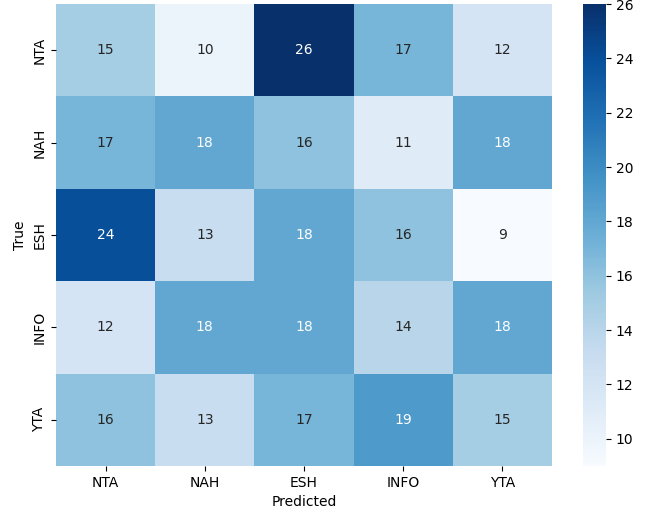 26
NTA 15 10 26 17 12
24
22
NAH 17 18 16 11 18
20
True
ESH 24 13 18 16 9
18
16
INFO 12 18 18 14 18
14
12
YTA 16 13 17 19 15
10
NTA NAH ESH INFO YTA
Predicted